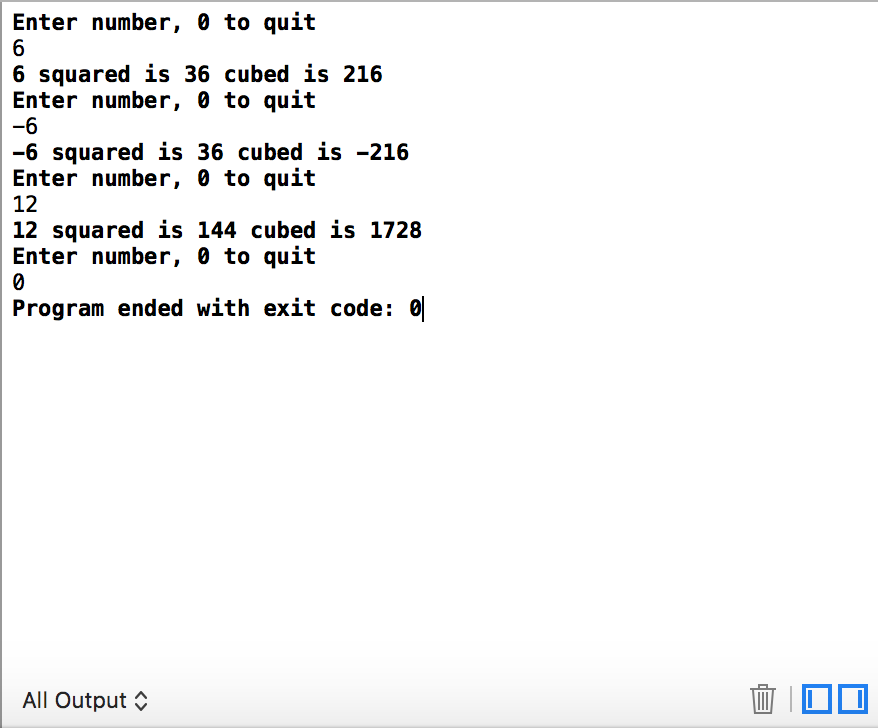 Enter number, 0 to quit
6
6 squared is 36 cubed is 216
Enter number, 0 to quit
−6
−6 squared is 36 cubed is −216
Enter number, 0 to quit
12
12 squared is 144 cubed is 1728
Enter number, 0 to quit
0
Program ended with exit code: 0
All Output